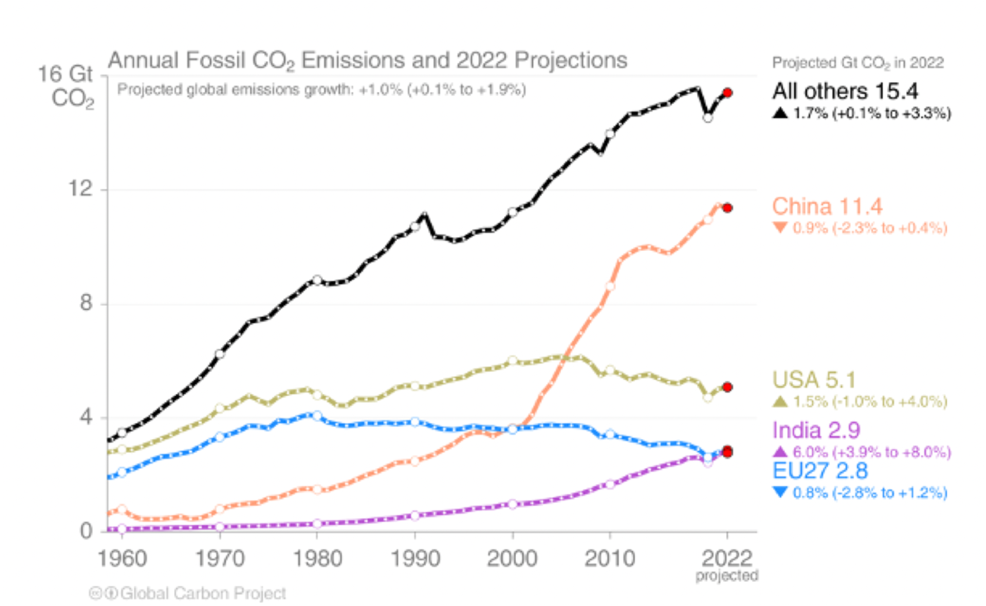 Annual Fossil CO₂ Emissions and 2022 Projections
16 Gt
CO₂
Projected global emissions growth: +1.0% (+0.1% to +1.9%)
12
8
4
0
1960 1970 1980 1990 2000 2010 2022
projected
Projected Gt CO₂ in 2022
All others 15.4
▲ 1.7% (+0.1% to +3.3%)
China 11.4
▼ 0.9% (-2.3% to +0.4%)
USA 5.1
▲ 1.5% (-1.0% to +4.0%)
India 2.9
▲ 6.0% (+3.9% to +8.0%)
EU27 2.8
▼ 0.8% (-2.8% to +1.2%)
Global Carbon Project